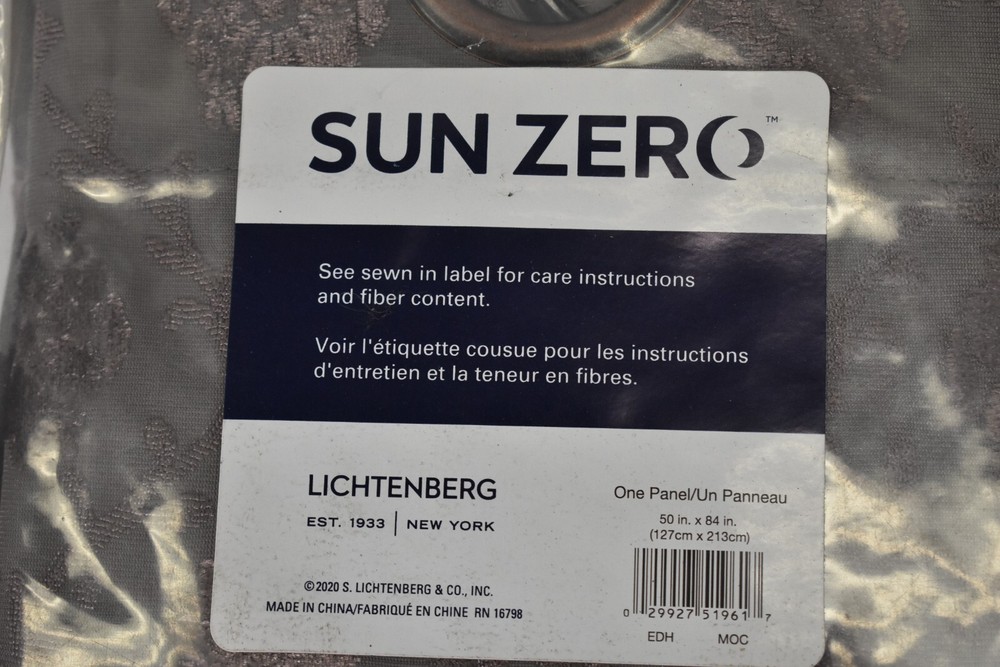 SUN ZERO™
See sewn in label for care instructions
and fiber content.
Voir l'étiquette cousue pour les instructions
d'entretien et la teneur en fibres.
LICHTENBERG
EST. 1933 | NEW YORK
©2020 S. LICHTENBERG & CO., INC.
MADE IN CHINA/FABRIQUÉ EN CHINE RN 16798
One Panel/Un Panneau
50 in. x 84 in.
(127cm x 213cm)
0 29927 51961 7
EDH MOC